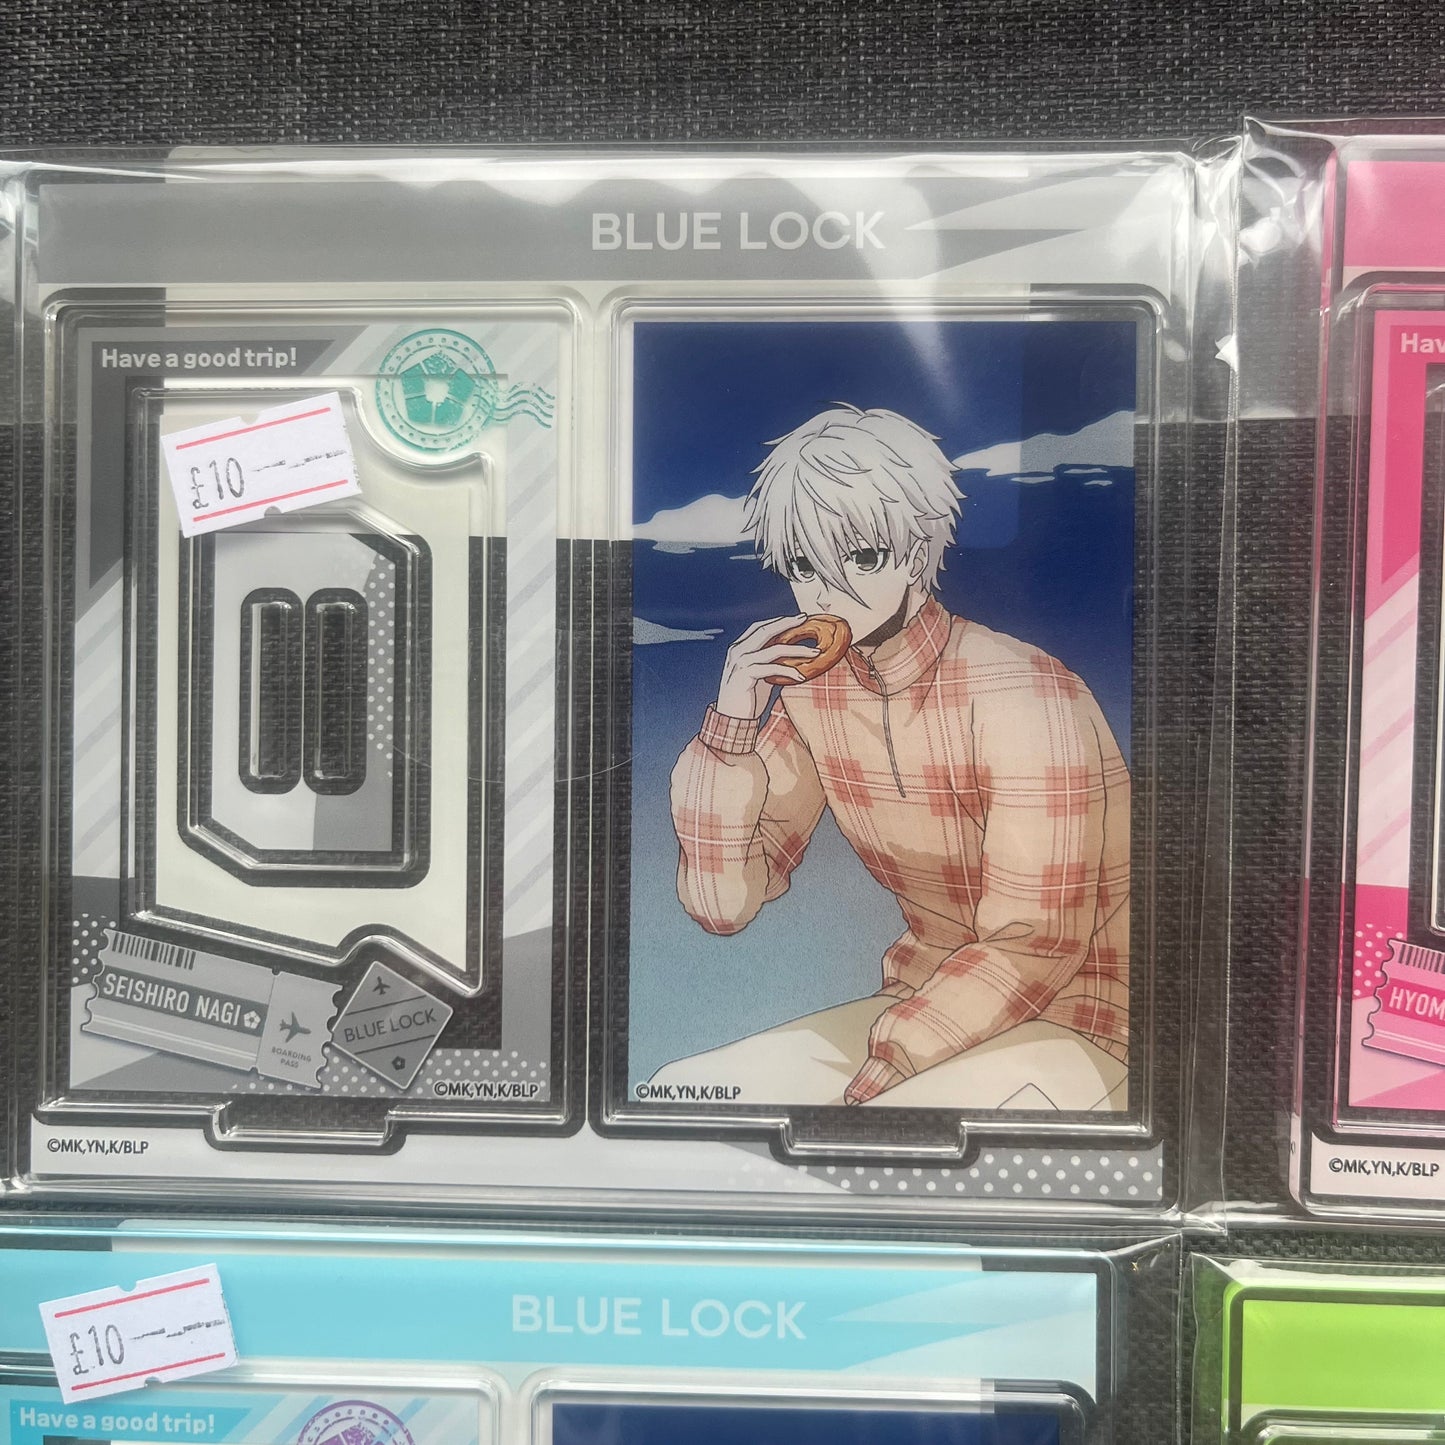 BLUE LOCK
Have a good trip!
£10
SEISHIRO NAGI
BOARDING
PASS
BLUE LOCK
©MK,YN,K/BLP
©MK,YN,K/BLP
©MK,YN,K/BLP
Hav
HYOM
©MK,YN,K/BLP
BLUE LOCK
£10
Have a good trip!